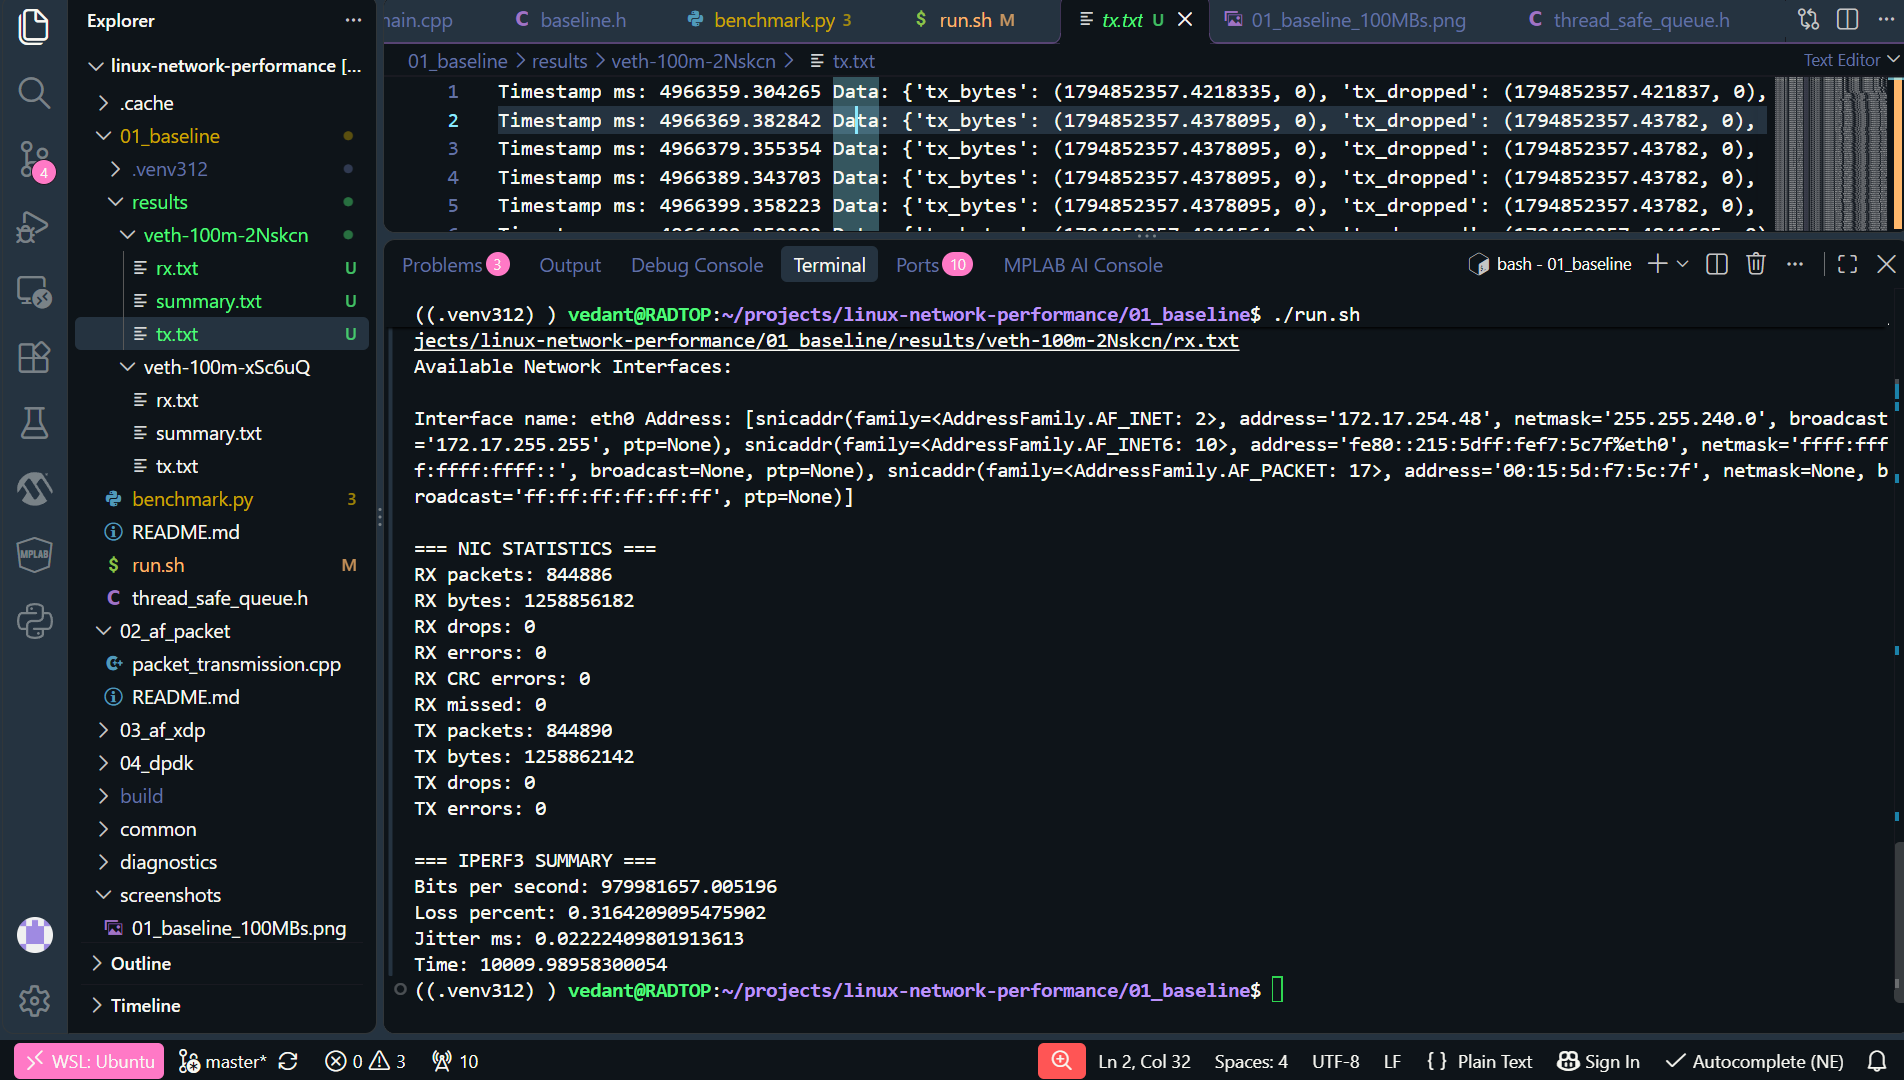 Explorer
linux-network-performance [...
.cache
01_baseline
.venv312
results
veth-100m-2Nskcn
rx.txt U
summary.txt U
tx.txt U
veth-100m-xSc6uQ
rx.txt
summary.txt
tx.txt
benchmark.py 3
README.md
run.sh M
thread_safe_queue.h
02_af_packet
packet_transmission.cpp
README.md
03_af_xdp
04_dpdk
build
common
diagnostics
screenshots
01_baseline_100MBs.png
Outline
Timeline
4
MPLAB
main.cpp C baseline.h benchmark.py 3 $ run.sh M tx.txt U 01_baseline_100MBs.png C thread_safe_queue.h
01_baseline > results > veth-100m-2Nskcn > tx.txt Text Editor
1 Timestamp ms: 4966359.304265 Data: {'tx_bytes': (1794852357.4218335, 0), 'tx_dropped': (1794852357.421837, 0),
2 Timestamp ms: 4966369.382842 Data: {'tx_bytes': (1794852357.4378095, 0), 'tx_dropped': (1794852357.43782, 0),
3 Timestamp ms: 4966379.355354 Data: {'tx_bytes': (1794852357.4378095, 0), 'tx_dropped': (1794852357.43782, 0),
4 Timestamp ms: 4966389.343703 Data: {'tx_bytes': (1794852357.4378095, 0), 'tx_dropped': (1794852357.43782, 0),
5 Timestamp ms: 4966399.358223 Data: {'tx_bytes': (1794852357.4378095, 0), 'tx_dropped': (1794852357.43782, 0),
Problems 3 Output Debug Console Terminal Ports 10 MPLAB AI Console bash - 01_baseline
((.venv312) ) vedant@RADTOP:~/projects/linux-network-performance/01_baseline$ ./run.sh
jects/linux-network-performance/01_baseline/results/veth-100m-2Nskcn/rx.txt
Available Network Interfaces:
Interface name: eth0 Address: [snicaddr(family=<AddressFamily.AF_INET: 2>, address='172.17.254.48', netmask='255.255.240.0', broadcast
='172.17.255.255', ptp=None), snicaddr(family=<AddressFamily.AF_INET6: 10>, address='fe80::215:5dff:fef7:5c7f%eth0', netmask='ffff:fff
f:ffff:ffff::', broadcast=None, ptp=None), snicaddr(family=<AddressFamily.AF_PACKET: 17>, address='00:15:5d:f7:5c:7f', netmask=None, b
roadcast='ff:ff:ff:ff:ff:ff', ptp=None)]
=== NIC STATISTICS ===
RX packets: 844886
RX bytes: 1258856182
RX drops: 0
RX errors: 0
RX CRC errors: 0
RX missed: 0
TX packets: 844890
TX bytes: 1258862142
TX drops: 0
TX errors: 0
=== IPERF3 SUMMARY ===
Bits per second: 979981657.005196
Loss percent: 0.3164209095475902
Jitter ms: 0.02222409801913613
Time: 10009.98958300054
((.venv312) ) vedant@RADTOP:~/projects/linux-network-performance/01_baseline$
WSL: Ubuntu master* 0 3 10 Ln 2, Col 32 Spaces: 4 UTF-8 LF {} Plain Text Sign In Autocomplete (NE)